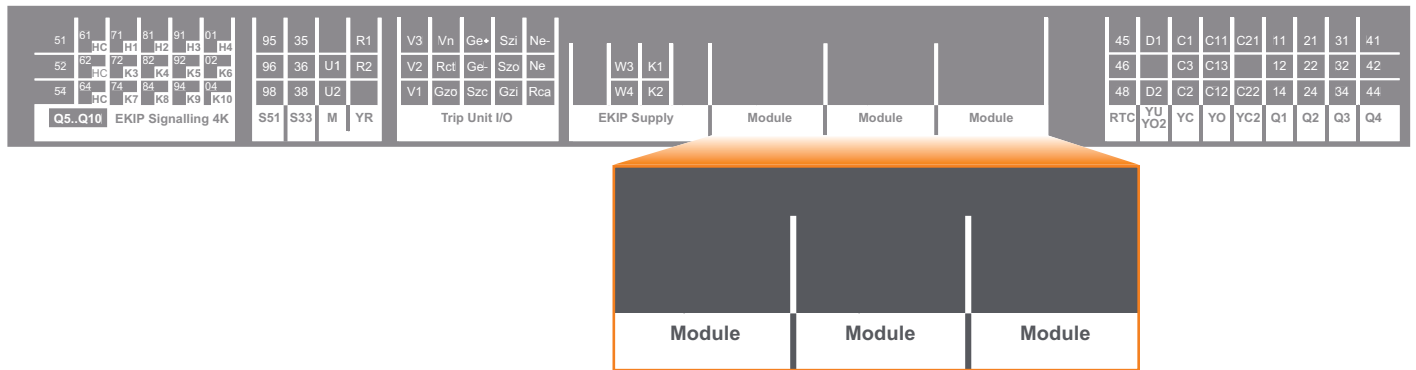 51 61 HC 71 H1 81 H2 91 H3 01 H4 95 35 R1 V3 Vn Ge+ Szi Ne- 45 D1 C1 C11 C21 11 21 31 41
52 62 HC 72 K3 82 K4 92 K5 02 K6 96 36 U1 R2 V2 Rct Ge- Szo Ne W3 K1 46 C3 C13 12 22 32 42
54 64 HC 74 K7 84 K8 94 K9 04 K10 98 38 U2 V1 Gzo Szc Gzi Rca W4 K2 48 D2 C2 C12 C22 14 24 34 44
Q5..Q10 EKIP Signalling 4K S51 S33 M YR Trip Unit I/O EKIP Supply Module Module Module RTC YU YO2 YC YO YC2 Q1 Q2 Q3 Q4
Module Module Module